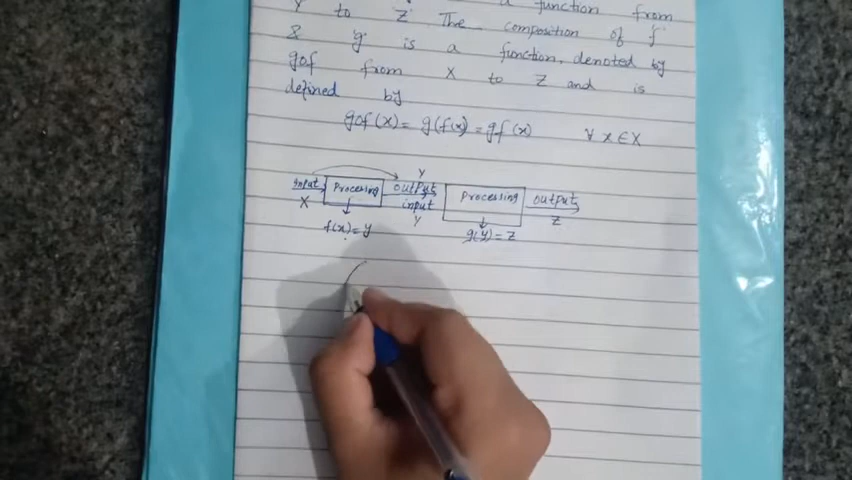 a function from
Y to Z. The composition of f
& g is a function, denoted by
gof from X to Z and is
defined by
gof(x) = g(f(x)) = gf(x) ∀ x ∈ X
Y
input Procesing output Processing output
X input Z
f(x)=y Y g(y)=z